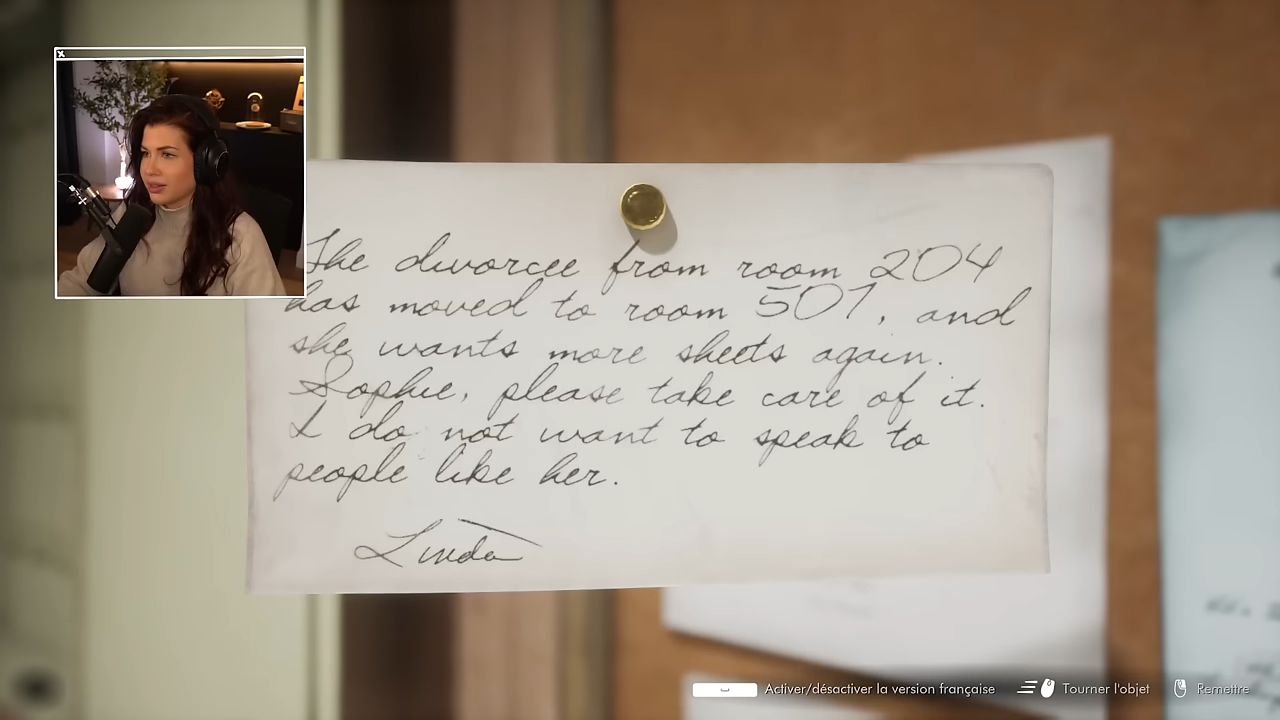 The divorcee from room 204
has moved to room 507, and
she wants more sheets again.
Sophie, please take care of it.
I do not want to speak to
people like her.
Linda
Activer/désactiver la version française
Tourner l'objet
Remettre